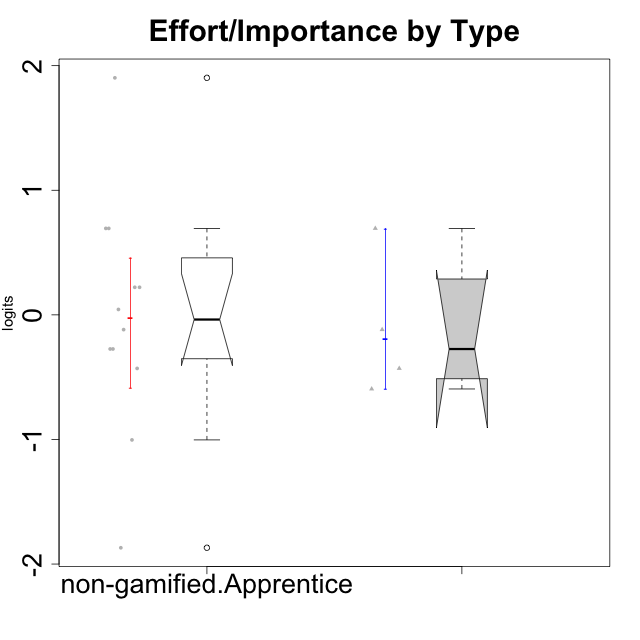 Effort/Importance by Type
2
1
0
-1
-2
logits
non-gamified.Apprentice